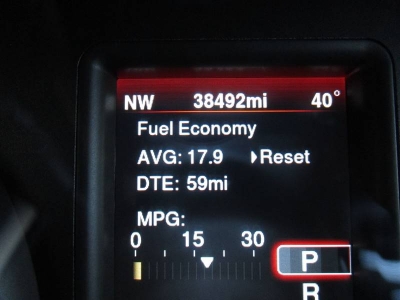 NW 38492mi 40°
Fuel Economy
AVG: 17.9 Reset
DTE: 59mi
MPG:
0 15 30
P
R